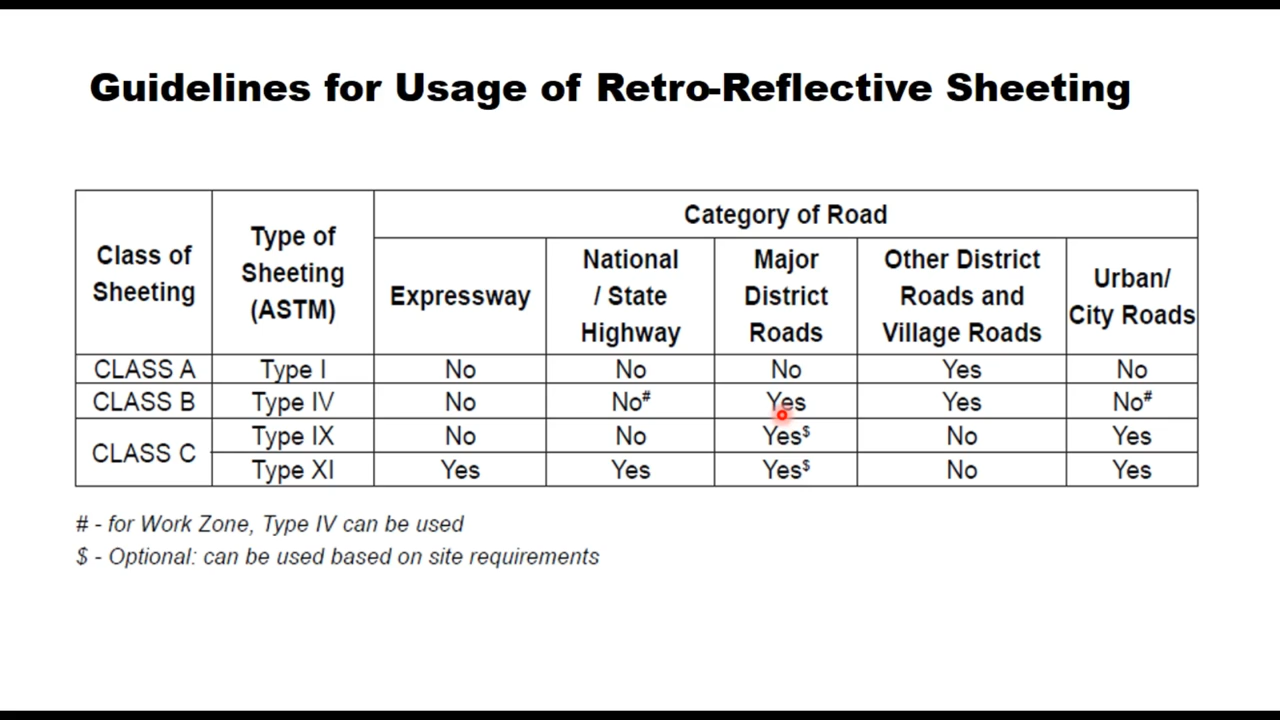 Guidelines for Usage of Retro-Reflective Sheeting
Class of Sheeting
Type of Sheeting (ASTM)
Category of Road
Expressway
National / State Highway
Major District Roads
Other District Roads and Village Roads
Urban/ City Roads
CLASS A Type I No No No Yes No
CLASS B Type IV No No# Yes Yes No#
CLASS C Type IX No No Yes$ No Yes
Type XI Yes Yes Yes$ No Yes
# - for Work Zone, Type IV can be used
$ - Optional: can be used based on site requirements